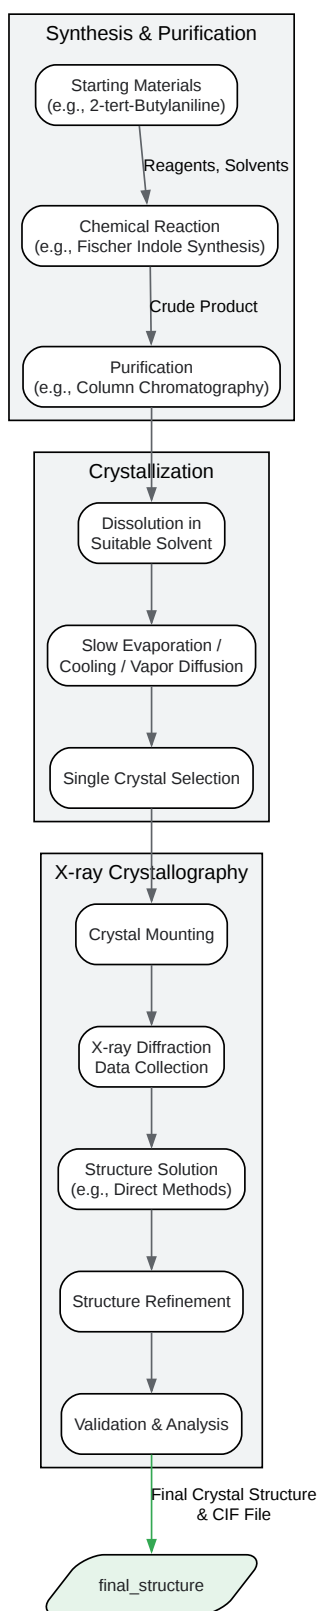 Synthesis & Purification
Starting Materials
(e.g., 2-tert-Butylaniline)
Reagents, Solvents
Chemical Reaction
(e.g., Fischer Indole Synthesis)
Crude Product
Purification
(e.g., Column Chromatography)
Crystallization
Dissolution in
Suitable Solvent
Slow Evaporation /
Cooling / Vapor Diffusion
Single Crystal Selection
X-ray Crystallography
Crystal Mounting
X-ray Diffraction
Data Collection
Structure Solution
(e.g., Direct Methods)
Structure Refinement
Validation & Analysis
Final Crystal Structure
& CIF File
final_structure